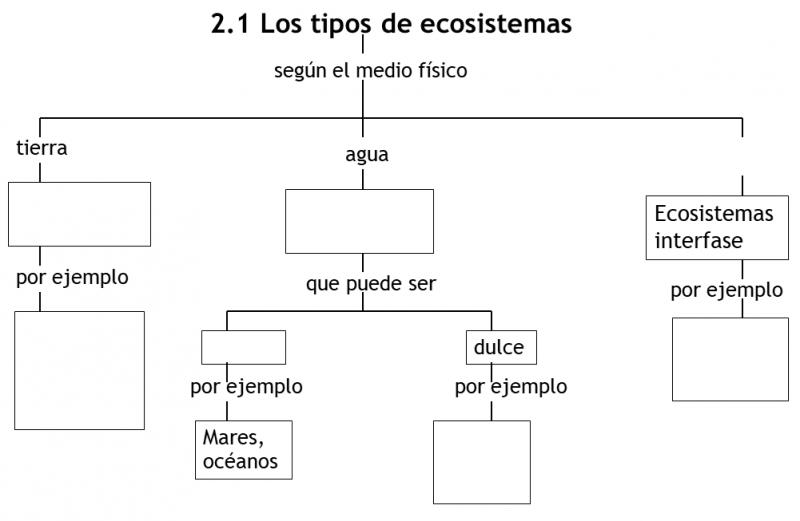 2.1 Los tipos de ecosistemas
según el medio físico
tierra
agua
Ecosistemas
interfase
por ejemplo
que puede ser
por ejemplo
dulce
por ejemplo
por ejemplo
Mares,
océanos